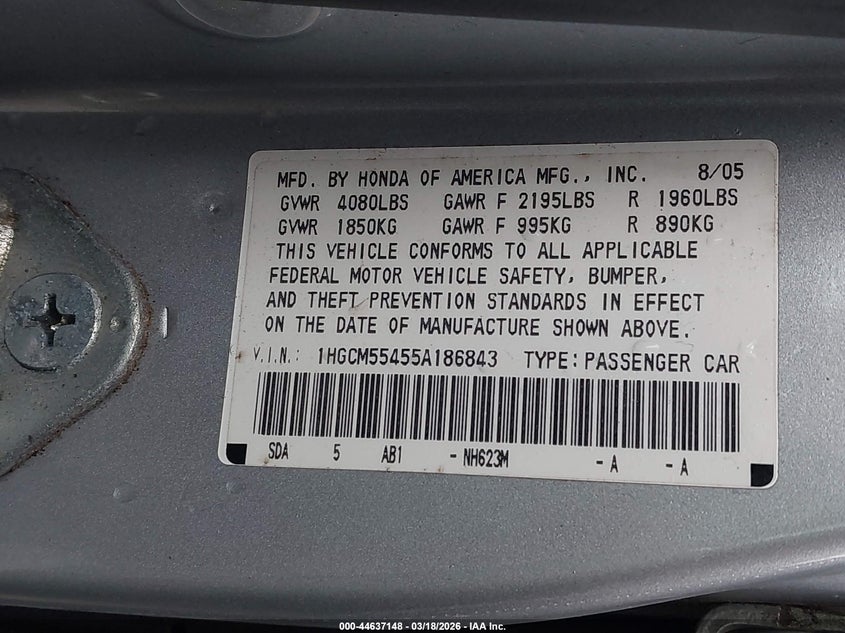 MFD. BY HONDA OF AMERICA MFG., INC. 8/05
GVWR 4080LBS GAWR F 2195LBS R 1960LBS
GVWR 1850KG GAWR F 995KG R 890KG
THIS VEHICLE CONFORMS TO ALL APPLICABLE
FEDERAL MOTOR VEHICLE SAFETY, BUMPER,
AND THEFT PREVENTION STANDARDS IN EFFECT
ON THE DATE OF MANUFACTURE SHOWN ABOVE.
V.I.N.: 1HGCM55455A186843 TYPE:PASSENGER CAR
SDA 5 AB1 -NH623M -A -A
000-44637148 - 03/18/2026 - IAA Inc.